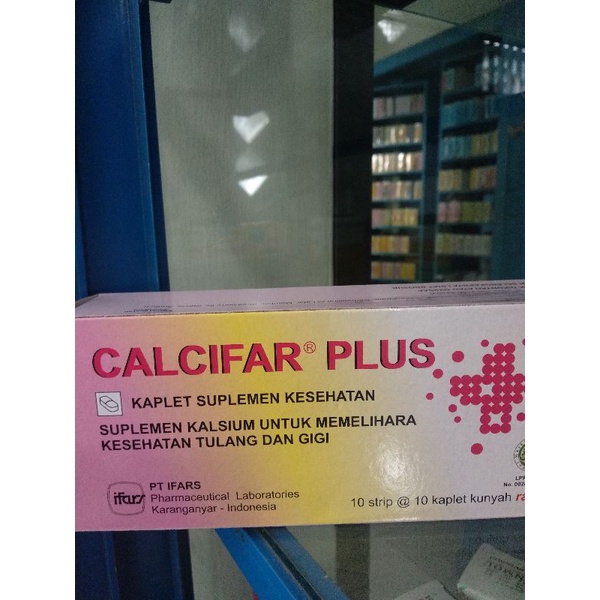 CALCIFAR® PLUS
KAPLET SUPLEMEN KESEHATAN
SUPLEMEN KALSIUM UNTUK MEMELIHARA
KESEHATAN TULANG DAN GIGI
ifars
PT IFARS
Pharmaceutical Laboratories
Karanganyar - Indonesia
10 strip @ 10 kaplet kunyah